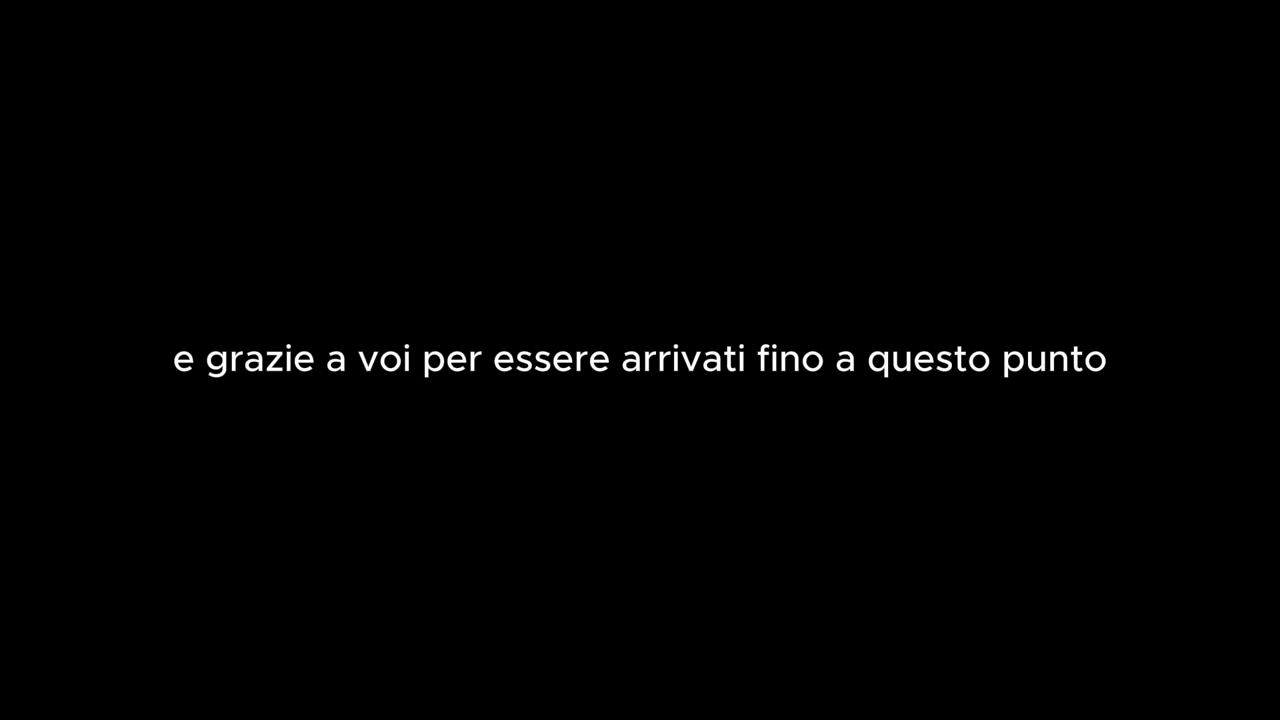 e grazie a voi per essere arrivati fino a questo punto